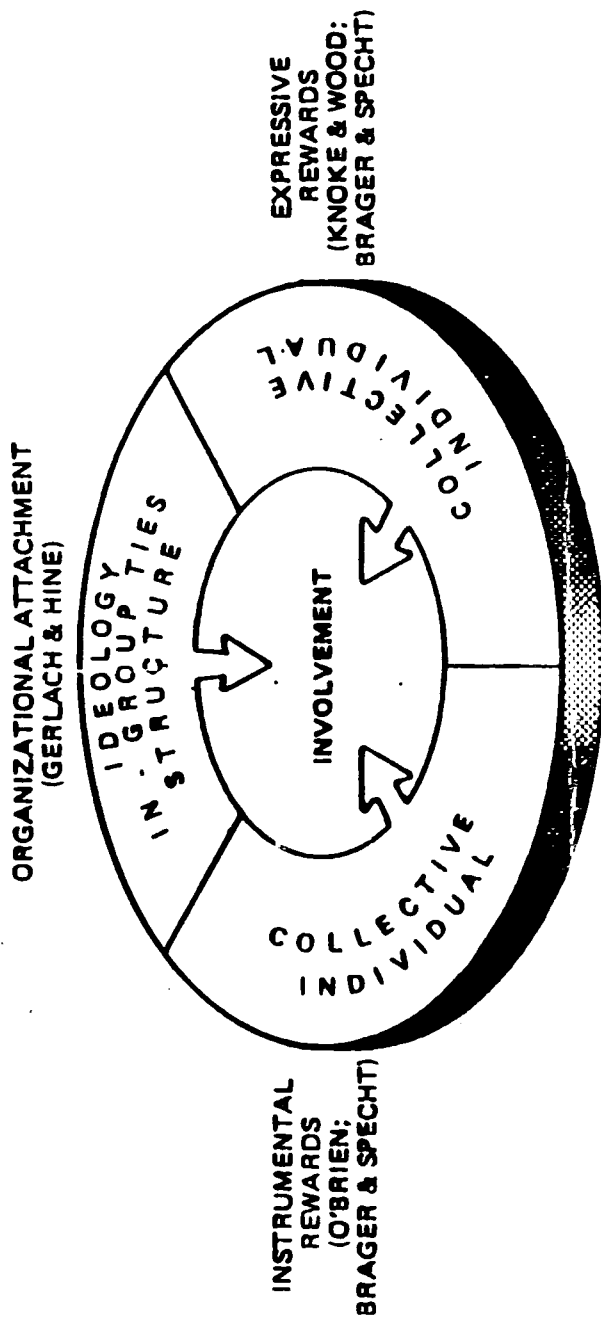 ORGANIZATIONAL ATTACHMENT
(GERLACH & HINE)
IDEOLOGY
IN-GROUP TIES
STRUCTURE
INSTRUMENTAL
REWARDS
(O'BRIEN;
BRAGER & SPECHT)
COLLECTIVE
INDIVIDUAL
INVOLVEMENT
COLLECTIVE
INDIVIDUAL
EXPRESSIVE
REWARDS
(KNOKE & WOOD;
BRAGER & SPECHT)